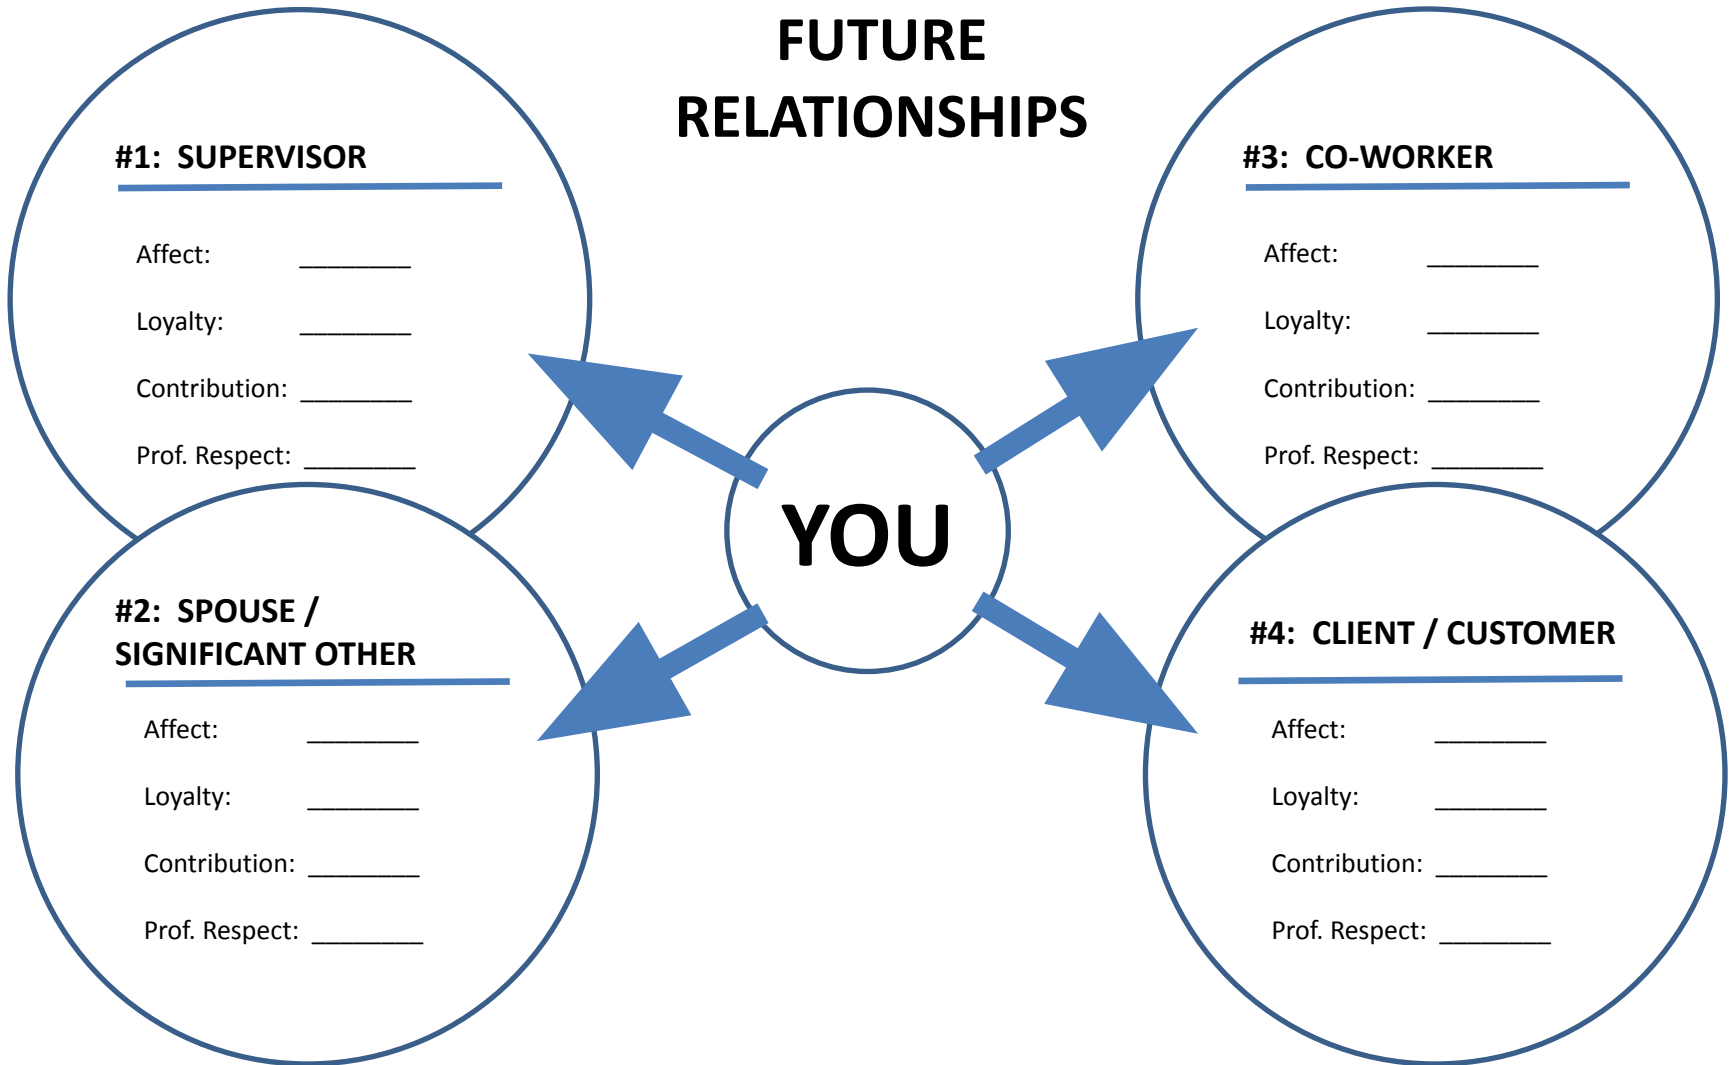 FUTURE
RELATIONSHIPS
#1: SUPERVISOR
Affect: ________
Loyalty: ________
Contribution: ________
Prof. Respect: ________
#2: SPOUSE /
SIGNIFICANT OTHER
Affect: ________
Loyalty: ________
Contribution: ________
Prof. Respect: ________
YOU
#3: CO-WORKER
Affect: ________
Loyalty: ________
Contribution: ________
Prof. Respect: ________
#4: CLIENT / CUSTOMER
Affect: ________
Loyalty: ________
Contribution: ________
Prof. Respect: ________